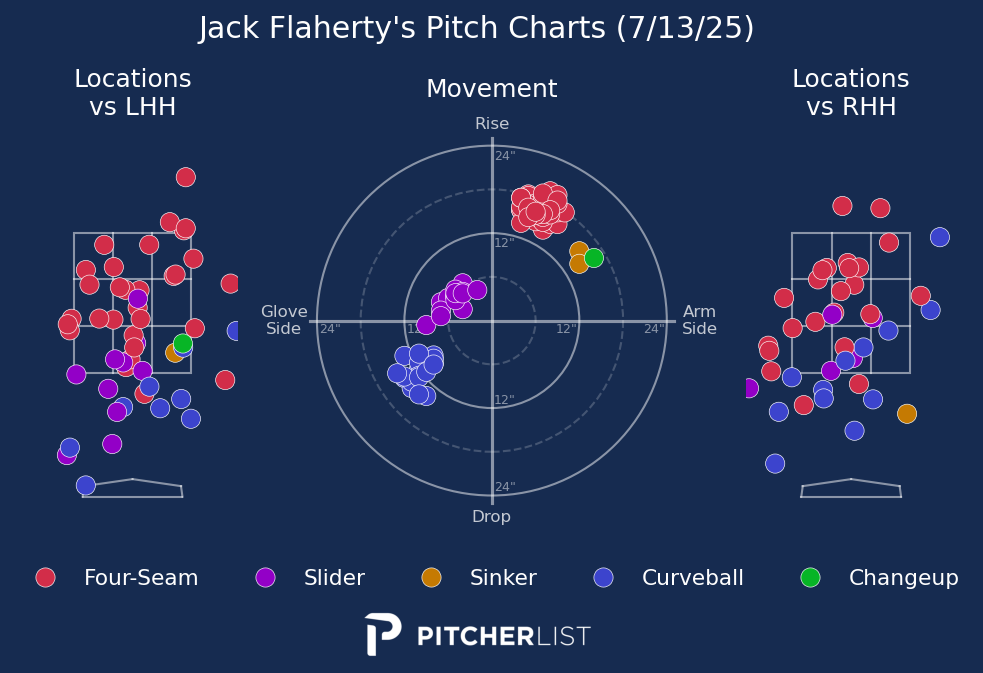 Jack Flaherty's Pitch Charts (7/13/25)
Locations
vs LHH
Movement
Locations
vs RHH
Rise
24"
12"
Glove
Side
24"
12"
12"
24"
Arm
Side
12"
24"
Drop
Four-Seam
Slider
Sinker
Curveball
Changeup
PITCHERLIST